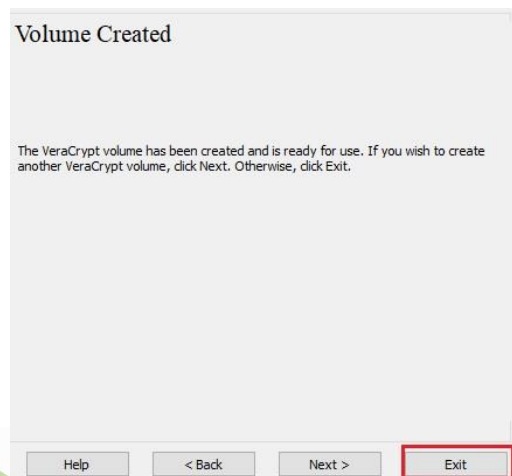 Volume Created
The VeraCrypt volume has been created and is ready for use. If you wish to create
another VeraCrypt volume, click Next. Otherwise, click Exit.
Help < Back Next > Exit